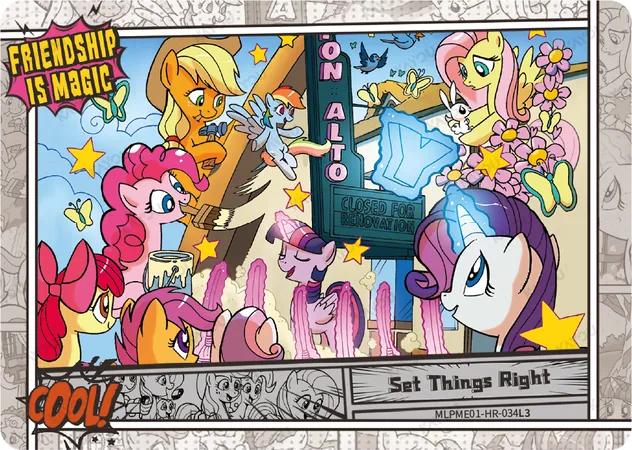 FRIENDSHIP
IS MAGIC
ON ALTO
CLOSED FOR
RENOVATION
COOL!
Set Things Right
MLPME01-HR-034L3